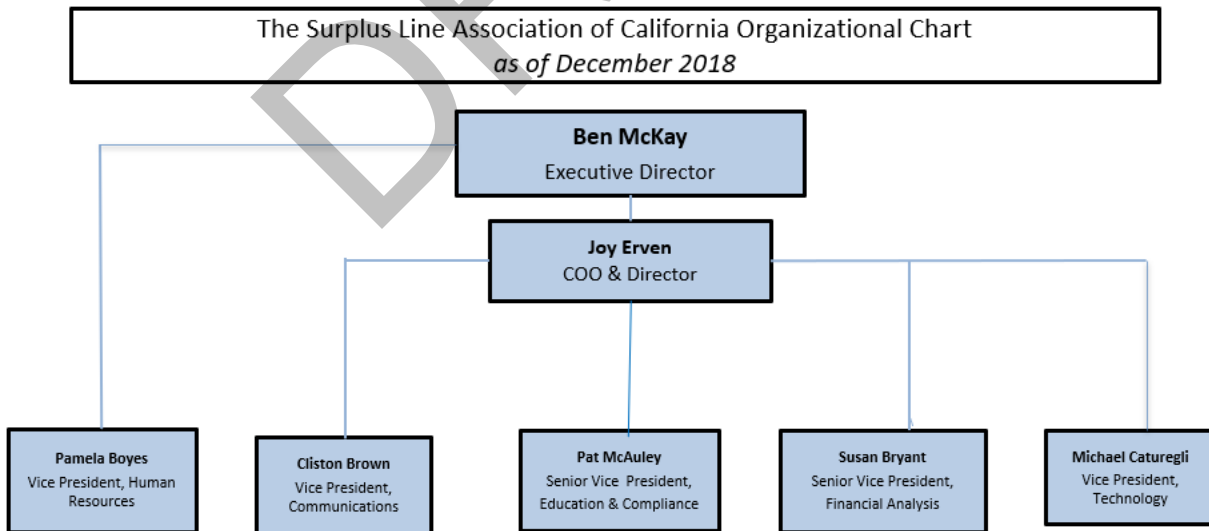 The Surplus Line Association of California Organizational Chart
as of December 2018
Ben McKay
Executive Director
Joy Erven
COO & Director
Pamela Boyes
Vice President, Human
Resources
Cliston Brown
Vice President,
Communications
Pat McAuley
Senior Vice President,
Education & Compliance
Susan Bryant
Senior Vice President,
Financial Analysis
Michael Caturegli
Vice President,
Technology